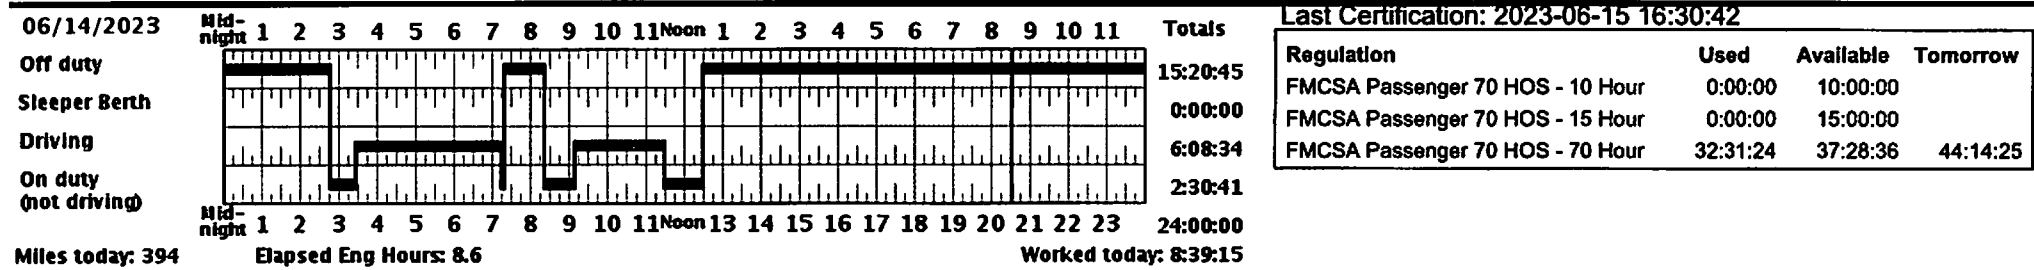 06/14/2023
Mid-night 1 2 3 4 5 6 7 8 9 10 11 Noon 1 2 3 4 5 6 7 8 9 10 11 Totals
Off duty 15:20:45
Sleeper Berth 0:00:00
Driving 6:08:34
On duty (not driving) 2:30:41
Mid-night 1 2 3 4 5 6 7 8 9 10 11 Noon 13 14 15 16 17 18 19 20 21 22 23 24:00:00
Miles today: 394 Elapsed Eng Hours: 8.6 Worked today: 8:39:15
Last Certification: 2023-06-15 16:30:42
Regulation Used Available Tomorrow
FMCSA Passenger 70 HOS - 10 Hour 0:00:00 10:00:00
FMCSA Passenger 70 HOS - 15 Hour 0:00:00 15:00:00
FMCSA Passenger 70 HOS - 70 Hour 32:31:24 37:28:36 44:14:25